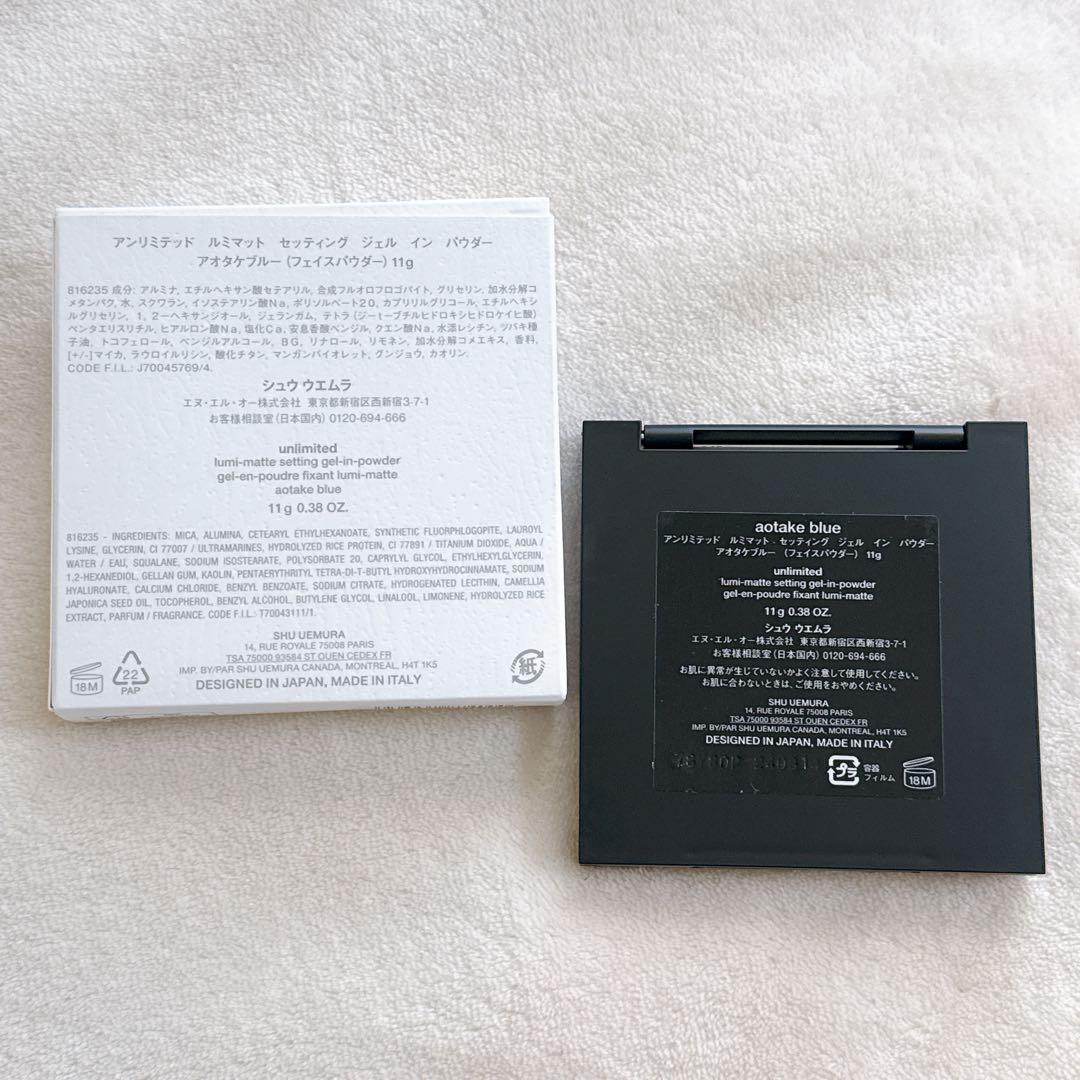 アンリミテッド　ルミマット　セッティング　ジェル　イン　パウダー
アオタケブルー（フェイスパウダー）11g
816235 成分: アルミナ, エチルヘキサン酸セテアリル, 合成フルオロフロゴパイト, グリセリン, 加水分解コ
メタンパク, 水, スクワラン, イソステアリン酸Na, ポリソルベート20, カプリリルグリコール, エチルヘキシ
ルグリセリン, 1, 2－ヘキサンジオール, ジェランガム, テトラ（ジーtーブチルヒドロキシヒドロケイヒ酸）
ペンタエリスリチル, ヒアルロン酸Na, 塩化Ca, 安息香酸ベンジル, クエン酸Na, 水添レシチン, ツバキ種
子油, トコフェロール, ベンジルアルコール, BG, リナロール, リモネン, 加水分解コメエキス, 香料,
[+/-]マイカ, ラウロイルリシン, 酸化チタン, マンガンバイオレット, グンジョウ, カオリン.
CODE F.I.L.: J70045769/4.
シュウ ウエムラ
エヌ・エル・オー株式会社 東京都新宿区西新宿3-7-1
お客様相談室（日本国内）0120-694-666
unlimited
lumi-matte setting gel-in-powder
gel-en-poudre fixant lumi-matte
aotake blue
11 g 0.38 OZ.
816235 - INGREDIENTS: MICA, ALUMINA, CETEARYL ETHYLHEXANOATE, SYNTHETIC FLUORPHLOGOPITE, LAUROYL
LYSINE, GLYCERIN, CI 77007 / ULTRAMARINES, HYDROLYZED RICE PROTEIN, CI 77891 / TITANIUM DIOXIDE, AQUA /
WATER / EAU, SQUALANE, SODIUM ISOSTEARATE, POLYSORBATE 20, CAPRYLYL GLYCOL, ETHYLHEXYLGLYCERIN,
1,2-HEXANEDIOL, GELLAN GUM, KAOLIN, PENTAERYTHRITYL TETRA-DI-T-BUTYL HYDROXYHYDROCINNAMATE, SODIUM
HYALURONATE, CALCIUM CHLORIDE, BENZYL BENZOATE, SODIUM CITRATE, HYDROGENATED LECITHIN, CAMELLIA
JAPONICA SEED OIL, TOCOPHEROL, BENZYL ALCOHOL, BUTYLENE GLYCOL, LINALOOL, LIMONENE, HYDROLYZED RICE
EXTRACT, PARFUM / FRAGRANCE. CODE F.I.L.: T70043111/1.
SHU UEMURA
14, RUE ROYALE 75008 PARIS
TSA 75000 93584 ST OUEN CEDEX FR
IMP. BY/PAR SHU UEMURA CANADA, MONTREAL, H4T 1K5
DESIGNED IN JAPAN, MADE IN ITALY
18M
22
PAP
紙
aotake blue
アンリミテッド　ルミマット　セッティング　ジェル　イン　パウダー
アオタケブルー　（フェイスパウダー）　11g
unlimited
lumi-matte setting gel-in-powder
gel-en-poudre fixant lumi-matte
11 g 0.38 OZ.
シュウ ウエムラ
エヌ・エル・オー株式会社 東京都新宿区西新宿3-7-1
お客様相談室（日本国内）0120-694-666
お肌に異常が生じていないかよく注意して使用してください。
お肌に合わないときは、ご使用をおやめください。
SHU UEMURA
14, RUE ROYALE 75008 PARIS
TSA 75000 93584 ST OUEN CEDEX FR
IMP. BY/PAR SHU UEMURA CANADA, MONTREAL, H4T 1K5
DESIGNED IN JAPAN, MADE IN ITALY
プラ
容器
フィルム
18M